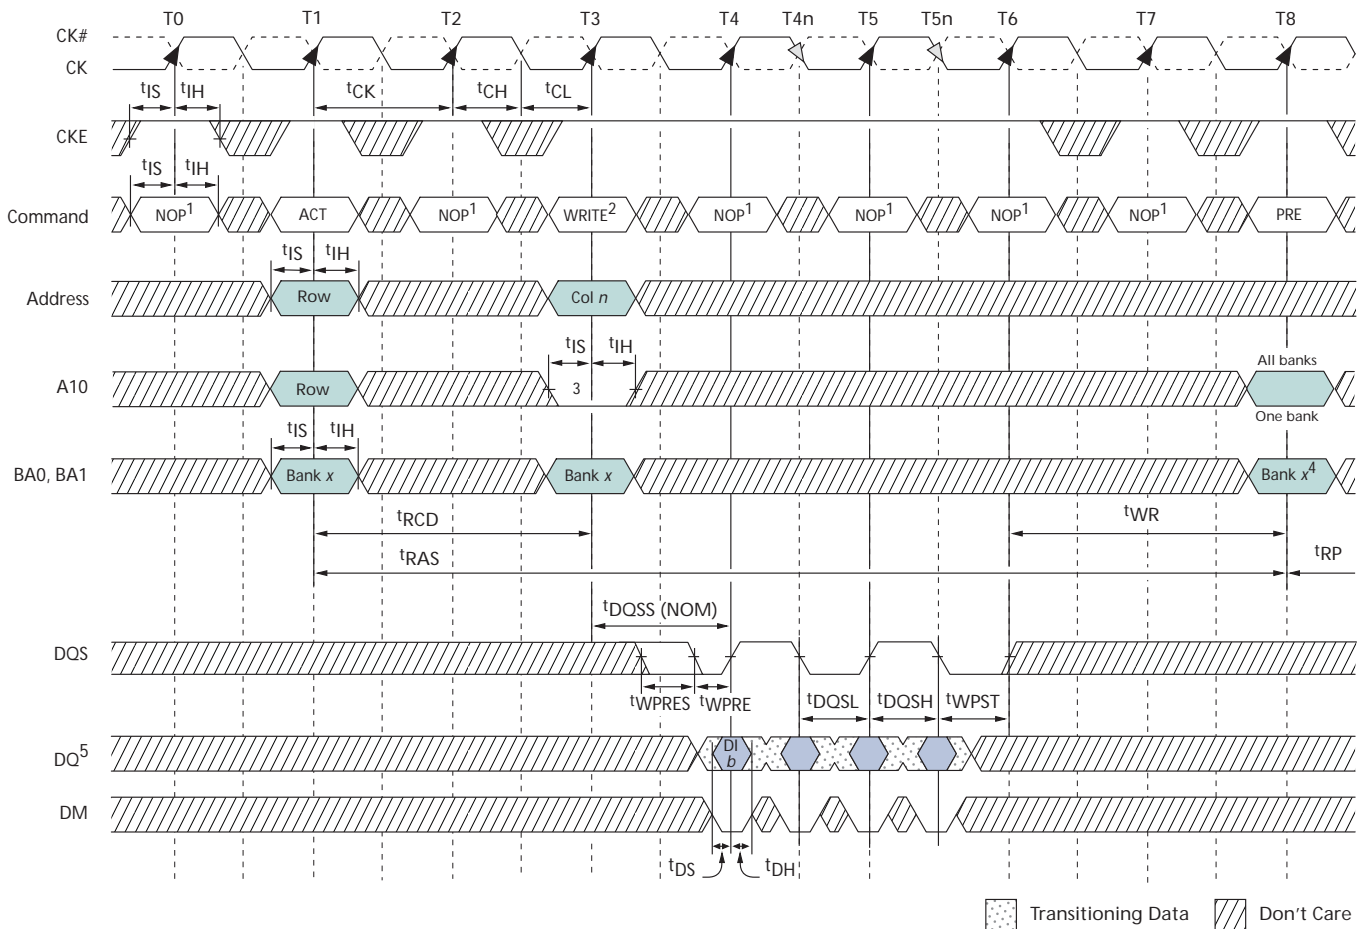 T0 T1 T2 T3 T4 T4n T5 T5n T6 T7 T8
CK#
CK
tIS tIH tCK tCH tCL
CKE
tIS tIH
Command NOP1 ACT NOP1 WRITE2 NOP1 NOP1 NOP1 NOP1 PRE
tIS tIH
Address Row Col n
tIS tIH All banks
A10 Row 3
One bank
tIS tIH
BA0, BA1 Bank x Bank x Bank x4
tRCD tWR
tRAS tRP
tDQSS (NOM)
DQS
tWPRES tWPRE tDQSL tDQSH tWPST
DQ5 DI
b
DM
tDS tDH
Transitioning Data Don't Care